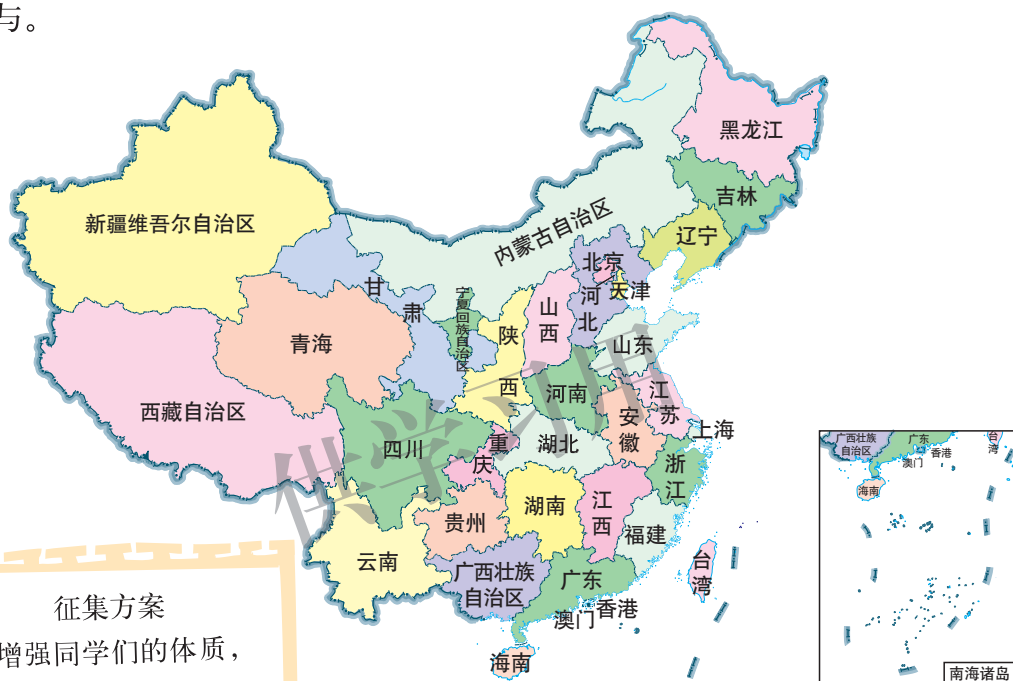 与。
黑龙江
吉林
辽宁
新疆维吾尔自治区
内蒙古自治区
北京
天津
河北
甘肃
宁夏回族自治区
山西
陕西
青海
山东
西藏自治区
河南
江苏
安徽
四川
重庆
湖北
上海
浙江
湖南
江西
贵州
福建
云南
广西壮族
自治区
广东
台湾
香港
澳门
海南
供学习用
广西壮族
自治区
广东
香港
澳门
台湾
海南
南海诸岛
征集方案
增强同学们的体质，